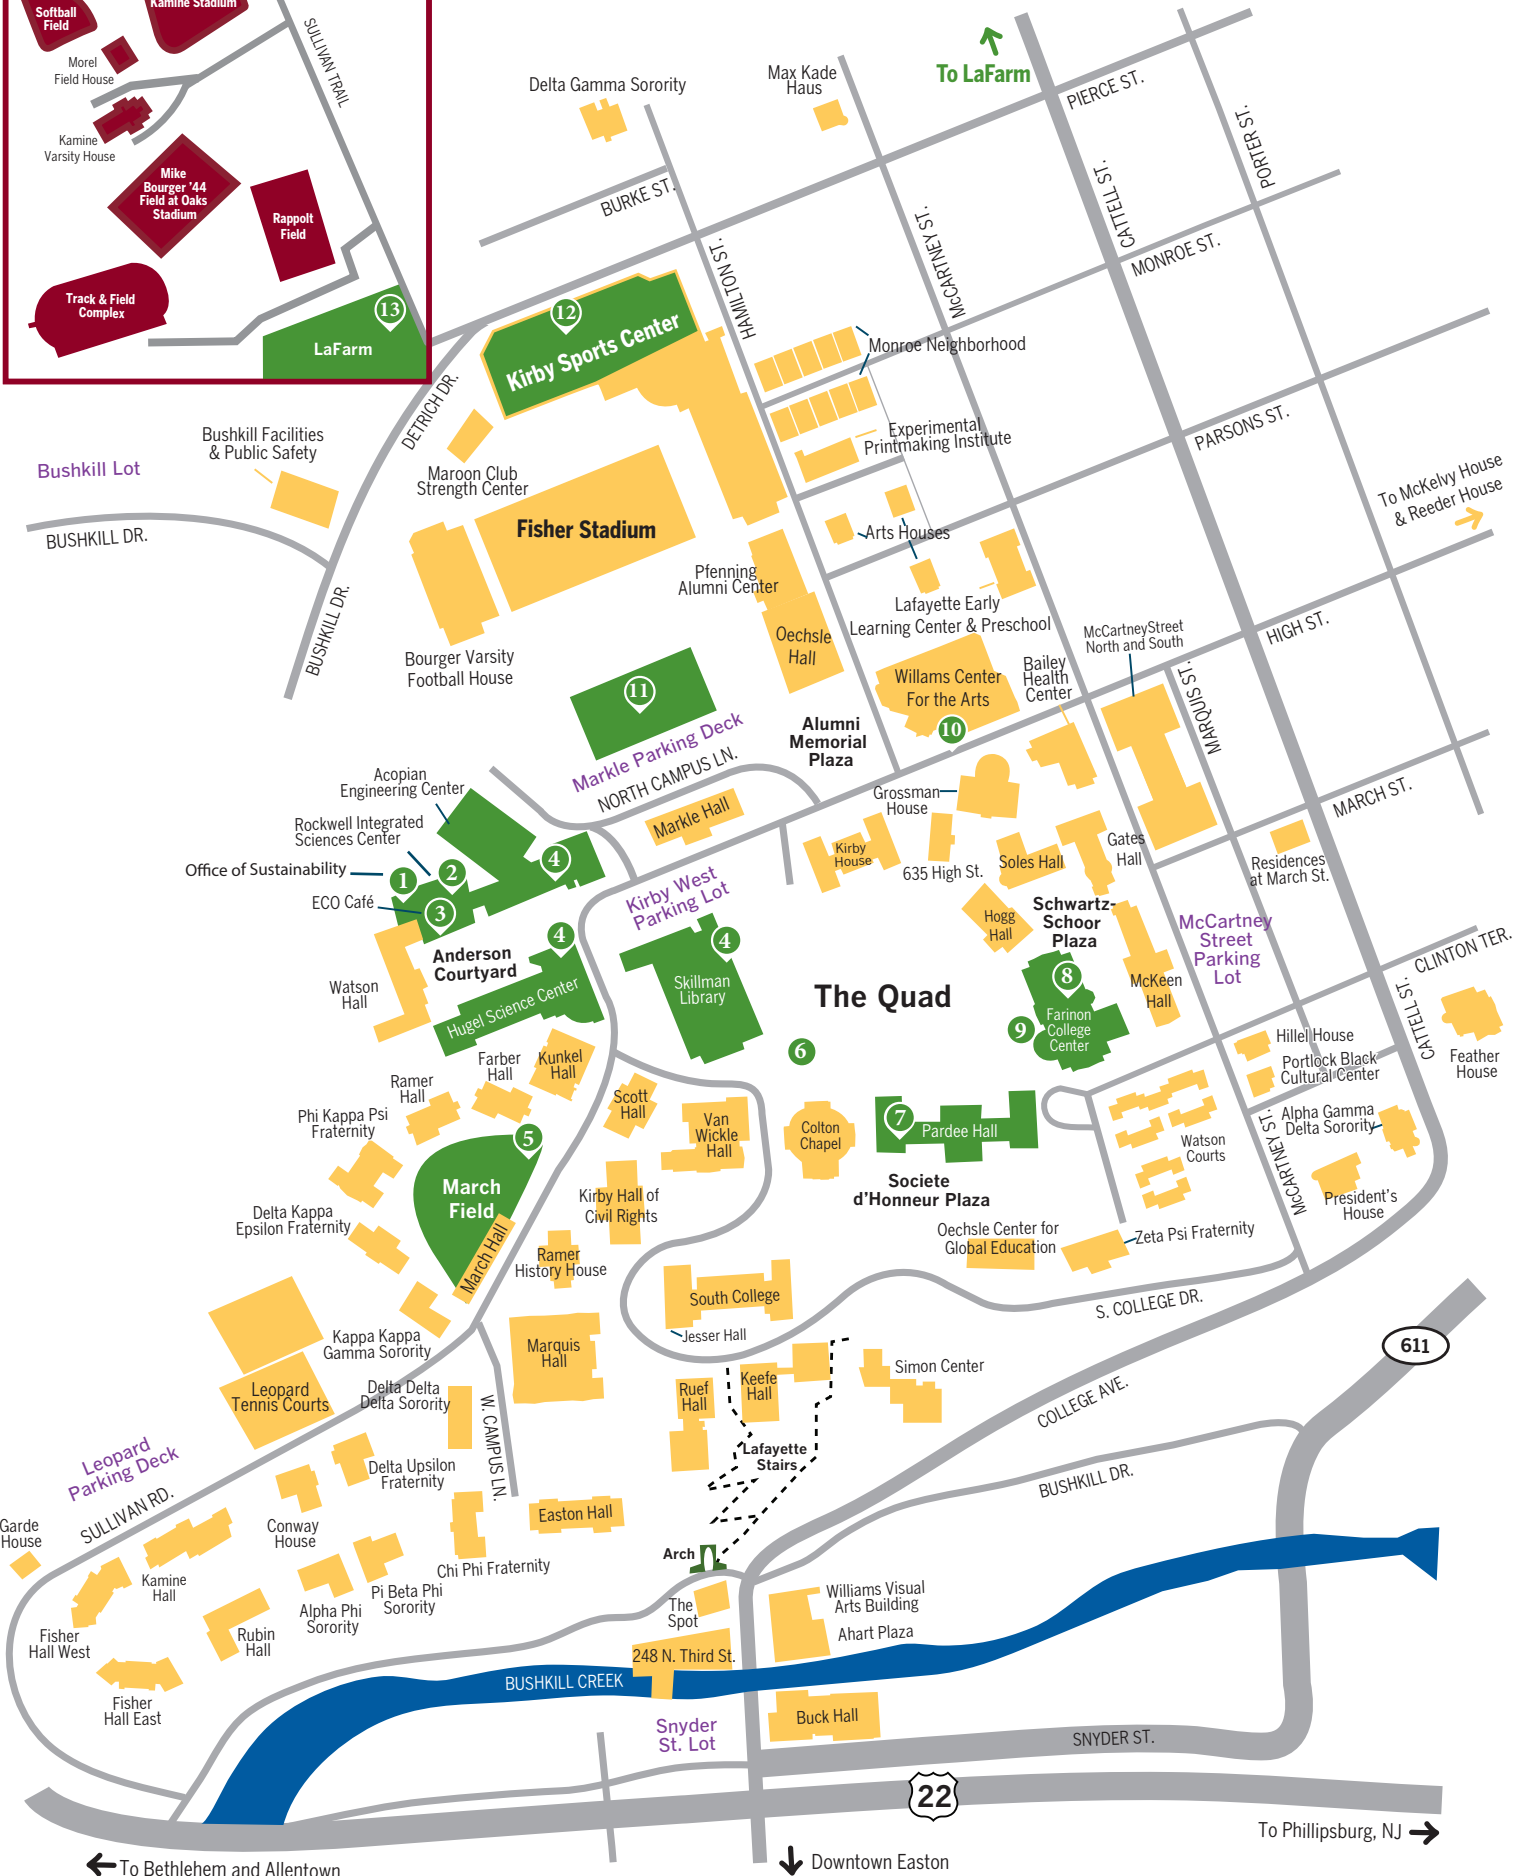 Softball
Field
Kamine Stadium
Morel
Field House
Kamine
Varsity House
SULLIVAN TRAIL
Mike
Bourger '44
Field at Oaks
Stadium
Rappolt
Field
Track & Field
Complex
13
LaFarm
Delta Gamma Sorority
Max Kade
Haus
To LaFarm
PIERCE ST.
PORTER ST.
CATTELL ST.
BURKE ST.
HAMILTON ST.
McCARTNEY ST.
MONROE ST.
12
Kirby Sports Center
Monroe Neighborhood
DETRICH DR.
Experimental
Printmaking Institute
PARSONS ST.
To McKelvy House
& Reeder House
Bushkill Facilities
& Public Safety
Bushkill Lot
BUSHKILL DR.
Maroon Club
Strength Center
Fisher Stadium
Arts Houses
Pfenning
Alumni Center
Lafayette Early
Learning Center & Preschool
BUSHKILL DR.
Bourger Varsity
Football House
Oechsle
Hall
McCartneyStreet
North and South
HIGH ST.
Willams Center
For the Arts
Bailey
Health
Center
10
MARQUIS ST.
11
Markle Parking Deck
Alumni
Memorial
Plaza
NORTH CAMPUS LN.
Acopian
Engineering Center
Markle Hall
Grossman
House
MARCH ST.
Rockwell Integrated
Sciences Center
Office of Sustainability
1
2
4
ECO Café
3
Kirby
House
635 High St.
Soles Hall
Gates
Hall
Residences
at March St.
Kirby West
Parking Lot
Hogg
Hall
Schwartz-
Schoor
Plaza
McCartney
Street
Parking
Lot
CLINTON TER.
4
4
Anderson
Courtyard
Watson
Hall
Hugel Science Center
Skillman
Library
The Quad
8
McKeen
Hall
9
Farinon
College
Center
6
CATTELL ST.
Hillel House
Portlock Black
Cultural Center
Feather
House
Farber
Hall
Kunkel
Hall
Ramer
Hall
Scott
Hall
Van
Wickle
Hall
Colton
Chapel
7
Pardee Hall
Phi Kappa Psi
Fraternity
5
Alpha Gamma
Delta Sorority
Watson
Courts
McCARTNEY ST.
March
Field
Kirby Hall of
Civil Rights
Societe
d'Honneur Plaza
President's
House
Delta Kappa
Epsilon Fraternity
March Hall
Ramer
History House
Oechsle Center for
Global Education
Zeta Psi Fraternity
South College
Jesser Hall
S. COLLEGE DR.
Kappa Kappa
Gamma Sorority
Marquis
Hall
611
Leopard
Tennis Courts
Delta Delta
Delta Sorority
W. CAMPUS LN.
Ruef
Hall
Keefe
Hall
Simon Center
COLLEGE AVE.
Lafayette
Stairs
Leopard
Parking Deck
SULLIVAN RD.
Delta Upsilon
Fraternity
BUSHKILL DR.
Garde
House
Conway
House
Easton Hall
Chi Phi Fraternity
Arch
Kamine
Hall
Pi Beta Phi
Sorority
Alpha Phi
Sorority
The
Spot
Williams Visual
Arts Building
Ahart Plaza
Fisher
Hall West
Rubin
Hall
248 N. Third St.
Fisher
Hall East
BUSHKILL CREEK
Snyder
St. Lot
Buck Hall
SNYDER ST.
22
To Phillipsburg, NJ
To Bethlehem and Allentown
Downtown Easton